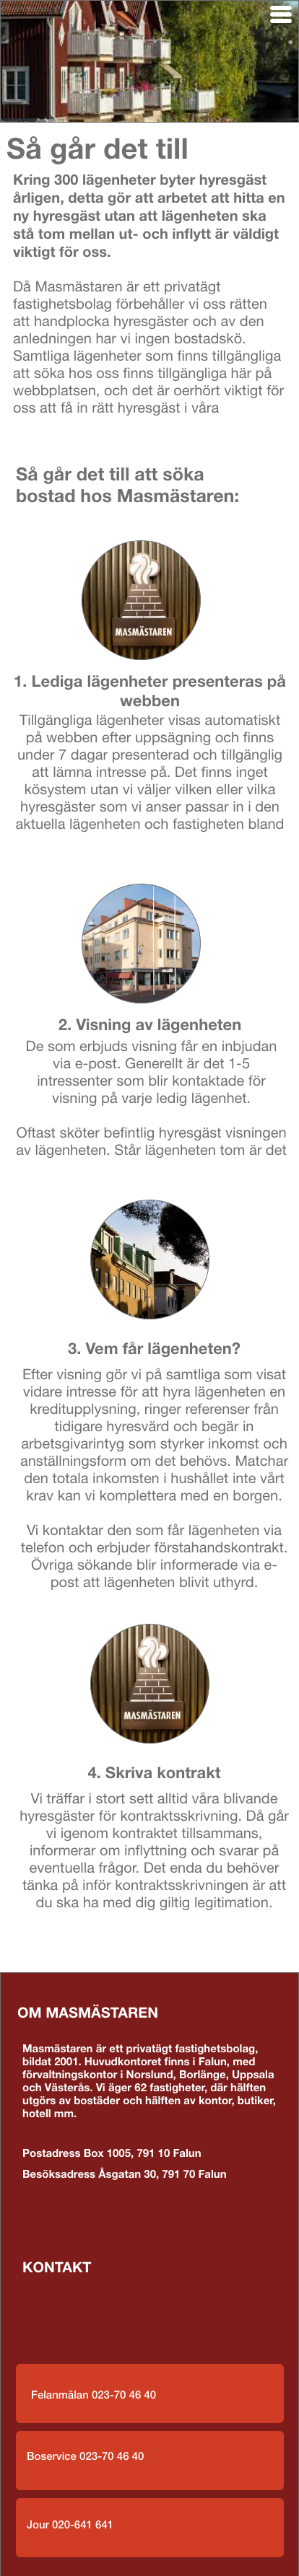 Så går det till
Kring 300 lägenheter byter hyresgäst
årligen, detta gör att arbetet att hitta en
ny hyresgäst utan att lägenheten ska
stå tom mellan ut- och inflytt är väldigt
viktigt för oss.
Då Masmästaren är ett privatägt
fastighetsbolag förbehåller vi oss rätten
att handplocka hyresgäster och av den
anledningen har vi ingen bostadskö.
Samtliga lägenheter som finns tillgängliga
att söka hos oss finns tillgängliga här på
webbplatsen, och det är oerhört viktigt för
oss att få in rätt hyresgäst i våra
Så går det till att söka
bostad hos Masmästaren:
MASMÄSTAREN
1. Lediga lägenheter presenteras på
webben
Tillgängliga lägenheter visas automatiskt
på webben efter uppsägning och finns
under 7 dagar presenterad och tillgänglig
att lämna intresse på. Det finns inget
kösystem utan vi väljer vilken eller vilka
hyresgäster som vi anser passar in i den
aktuella lägenheten och fastigheten bland
2. Visning av lägenheten
De som erbjuds visning får en inbjudan
via e-post. Generellt är det 1-5
intressenter som blir kontaktade för
visning på varje ledig lägenhet.
Oftast sköter befintlig hyresgäst visningen
av lägenheten. Står lägenheten tom är det
3. Vem får lägenheten?
Efter visning gör vi på samtliga som visat
vidare intresse för att hyra lägenheten en
kreditupplysning, ringer referenser från
tidigare hyresvärd och begär in
arbetsgivarintyg som styrker inkomst och
anställningsform om det behövs. Matchar
den totala inkomsten i hushållet inte vårt
krav kan vi komplettera med en borgen.
Vi kontaktar den som får lägenheten via
telefon och erbjuder förstahandskontrakt.
Övriga sökande blir informerade via e-
post att lägenheten blivit uthyrd.
MASMÄSTAREN
4. Skriva kontrakt
Vi träffar i stort sett alltid våra blivande
hyresgäster för kontraktsskrivning. Då går
vi igenom kontraktet tillsammans,
informerar om inflyttning och svarar på
eventuella frågor. Det enda du behöver
tänka på inför kontraktsskrivningen är att
du ska ha med dig giltig legitimation.
OM MASMÄSTAREN
Masmästaren är ett privatägt fastighetsbolag,
bildat 2001. Huvudkontoret finns i Falun, med
förvaltningskontor i Norslund, Borlänge, Uppsala
och Västerås. Vi äger 62 fastigheter, där hälften
utgörs av bostäder och hälften av kontor, butiker,
hotell mm.
Postadress Box 1005, 791 10 Falun
Besöksadress Åsgatan 30, 791 70 Falun
KONTAKT
Felanmälan 023-70 46 40
Boservice 023-70 46 40
Jour 020-641 641